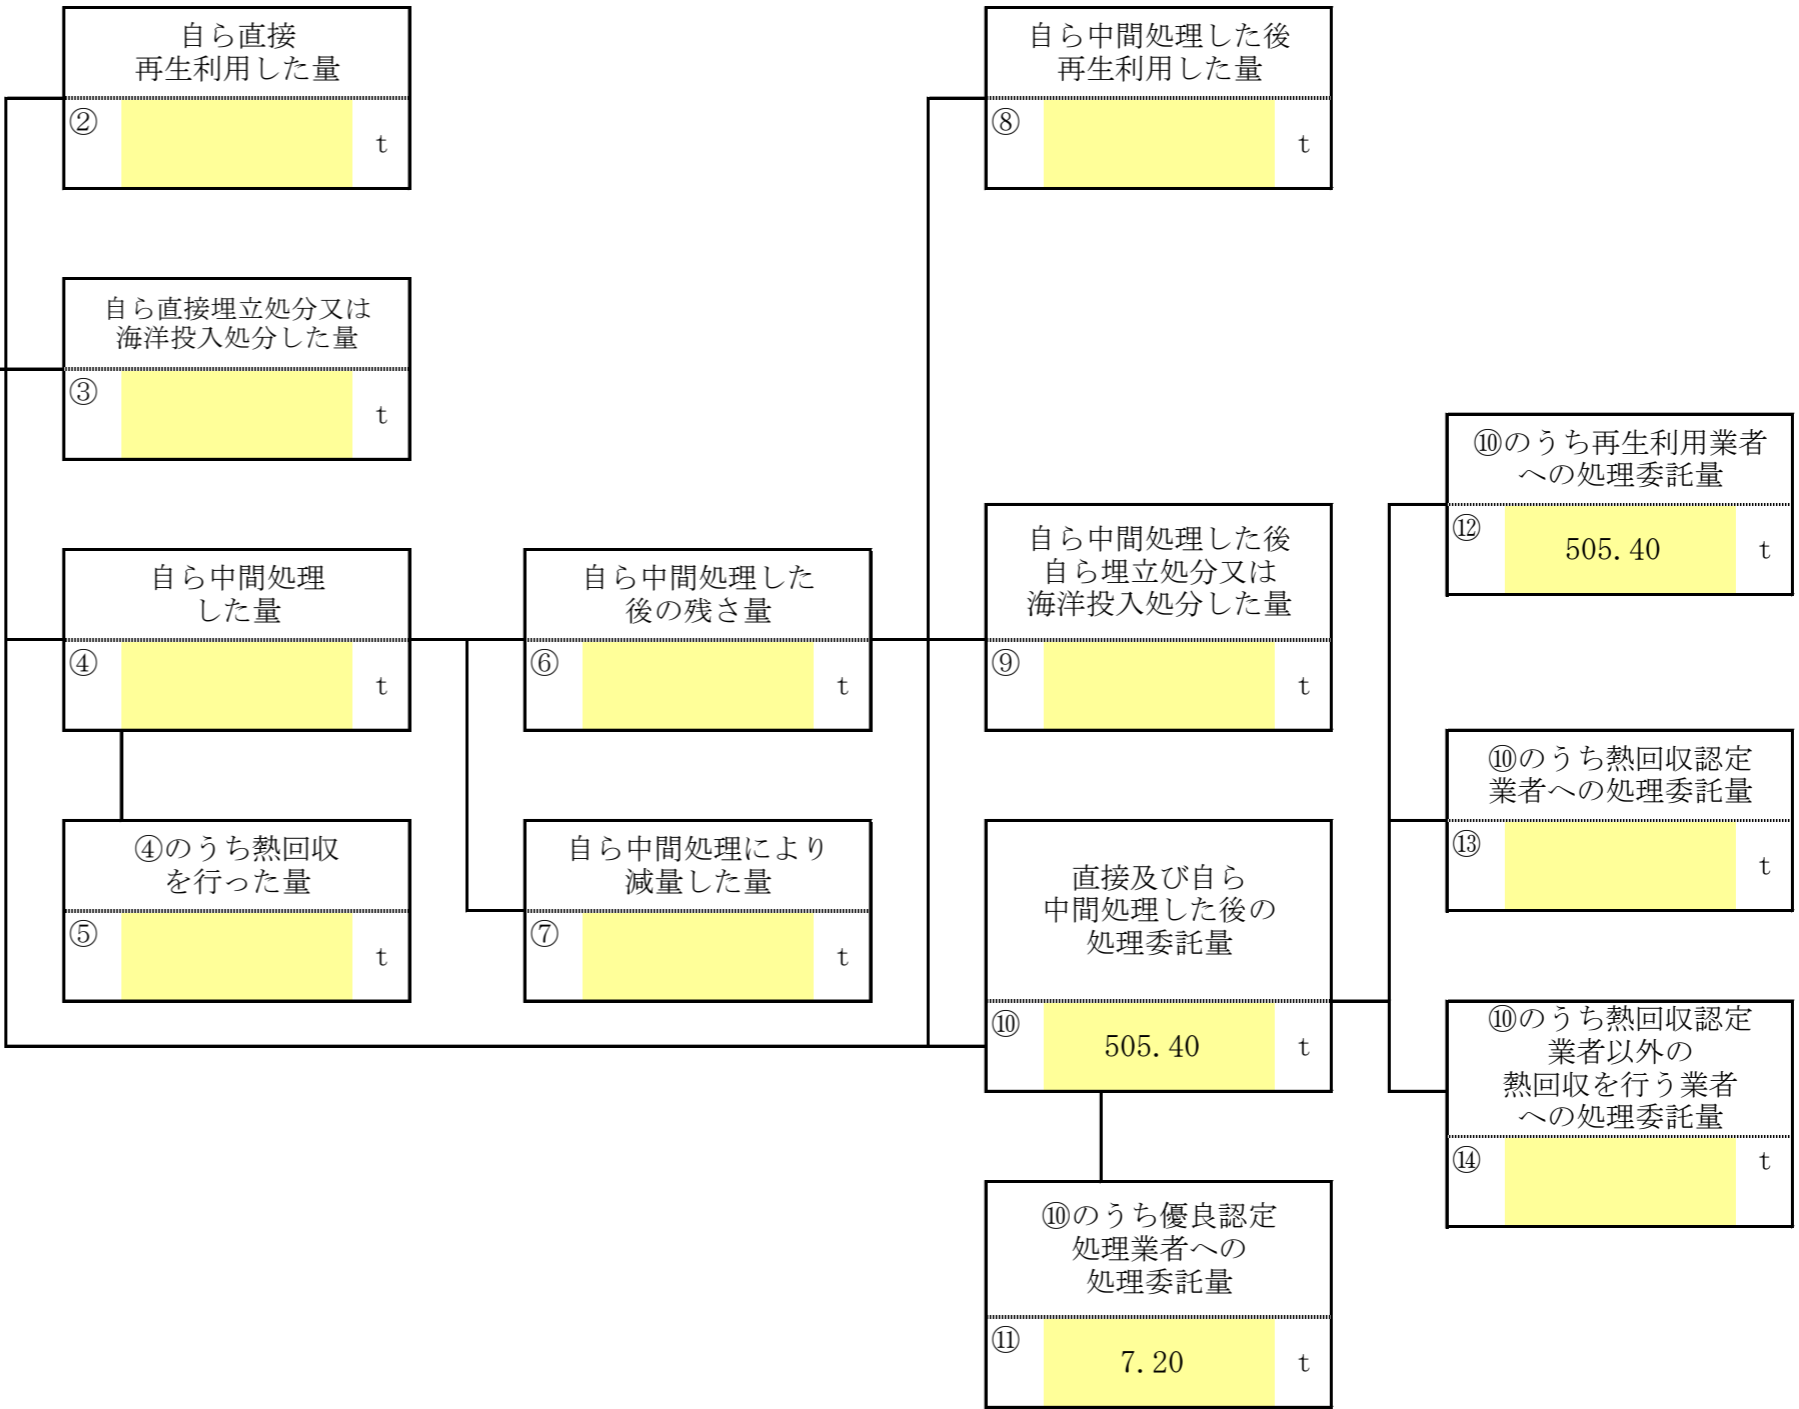 自ら直接
再生利用した量
②
t
自ら中間処理した後
再生利用した量
⑧
t
自ら直接埋立処分又は
海洋投入処分した量
③
t
⑩のうち再生利用業者
への処理委託量
⑫
505.40
t
自ら中間処理
した量
④
t
自ら中間処理した
後の残さ量
⑥
t
自ら中間処理した後
自ら埋立処分又は
海洋投入処分した量
⑨
t
⑩のうち熱回収認定
業者への処理委託量
⑬
t
④のうち熱回収
を行った量
⑤
t
自ら中間処理により
減量した量
⑦
t
直接及び自ら
中間処理した後の
処理委託量
⑩
505.40
t
⑩のうち熱回収認定
業者以外の
熱回収を行う業者
への処理委託量
⑭
t
⑩のうち優良認定
処理業者への
処理委託量
⑪
7.20
t